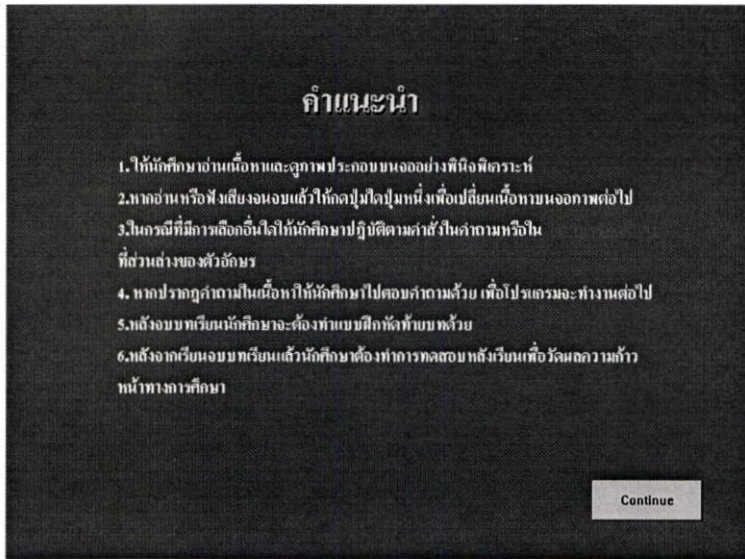 คำแนะนำ
1.ให้นักศึกษาอ่านเนื้อหาและดูภาพประกอบบนจออย่างพินิจพิเคราะห์
2.หากอ่านหรือฟังเสียงจนจบแล้วให้กดปุ่มใดปุ่มหนึ่งเพื่อเปลี่ยนเนื้อหาบนจอภาพต่อไป
3.ในกรณีที่มีการเลือกอื่นใดให้นักศึกษาปฏิบัติตามคำสั่งในคำถามหรือใน
ที่ส่วนล่างของตัวอักษร
4. หากปรากฎคำถามในเนื้อหาให้นักศึกษาไปตอบคำถามด้วย เพื่อโปรแกรมจะทำงานต่อไป
5.หลังจบบทเรียนนักศึกษาจะต้องทำแบบฝึกหัดท้ายบทด้วย
6.หลังจากเรียนจบบทเรียนแล้วนักศึกษาต้องทำการทดสอบหลังเรียนเพื่อวัดผลความก้าว
หน้าทางการศึกษา
Continue